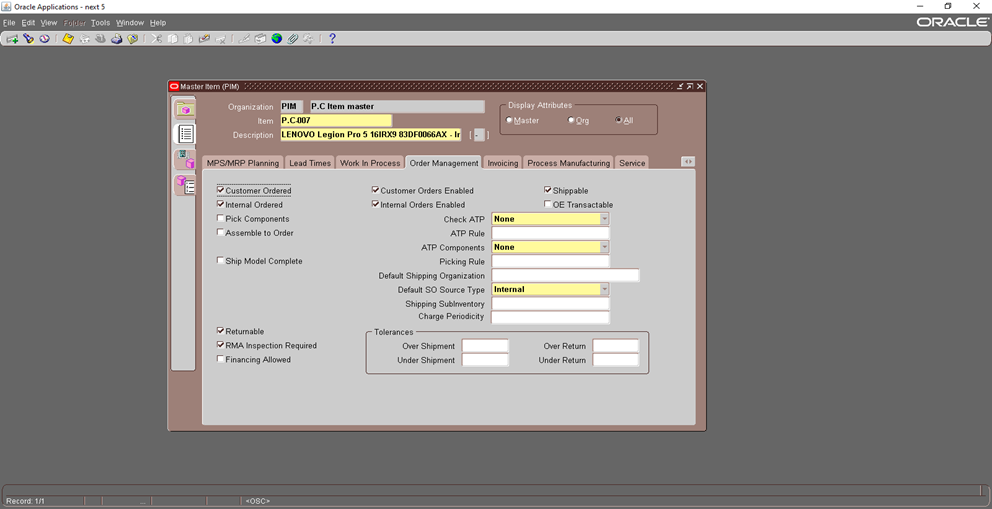 Oracle Applications - next 5
File Edit View Folder Tools Window Help
ORACLE
Master Item (PIM)
Organization PIM P.C Item master
Item P.C-007
Description LENOVO Legion Pro 5 16IRX9 83DF0066AX - Ir [ - ]
Display Attributes
Master Org All
MPS/MRP Planning Lead Times Work In Process Order Management Invoicing Process Manufacturing Service
Customer Ordered Customer Orders Enabled Shippable
Internal Ordered Internal Orders Enabled OE Transactable
Pick Components Check ATP None
Assemble to Order ATP Rule
ATP Components None
Ship Model Complete Picking Rule
Default Shipping Organization
Default SO Source Type Internal
Shipping SubInventory
Charge Periodicity
Returnable Tolerances
RMA Inspection Required Over Shipment Over Return
Financing Allowed Under Shipment Under Return
Record: 1/1 ... <OSC>